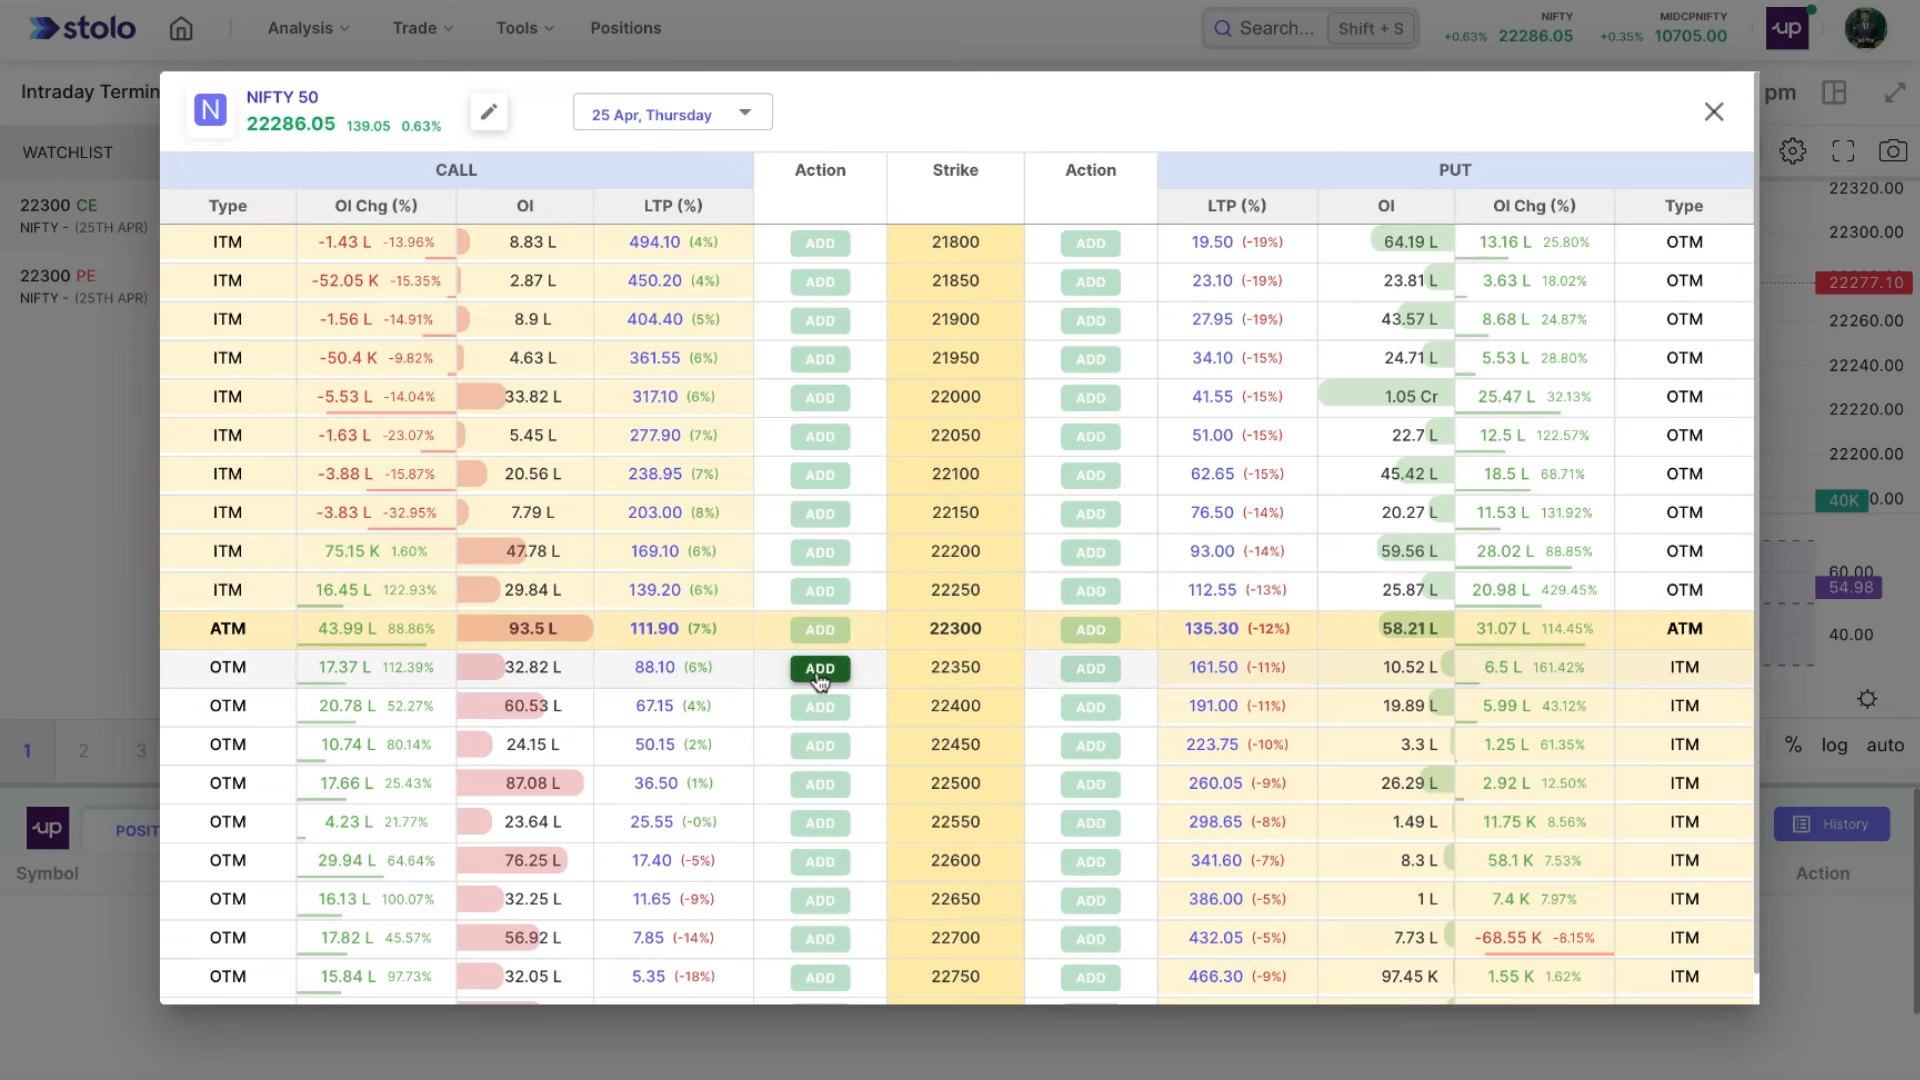 stolo Analysis Trade Tools Positions Search... Shift + S NIFTY +0.63% 22286.05 MIDCPNIFTY +0.35% 10705.00 up
Intraday Termin pm
N NIFTY 50 22286.05 139.05 0.63% 25 Apr, Thursday
WATCHLIST
22300 CE
NIFTY - (25TH APR)
22300 PE
NIFTY - (25TH APR)
CALL Action Strike Action PUT
Type OI Chg (%) OI LTP (%) LTP (%) OI OI Chg (%) Type
ITM -1.43 L -13.96% 8.83 L 494.10 (4%) ADD 21800 ADD 19.50 (-19%) 64.19 L 13.16 L 25.80% OTM
ITM -52.05 K -15.35% 2.87 L 450.20 (4%) ADD 21850 ADD 23.10 (-19%) 23.81 L 3.63 L 18.02% OTM
ITM -1.56 L -14.91% 8.9 L 404.40 (5%) ADD 21900 ADD 27.95 (-19%) 43.57 L 8.68 L 24.87% OTM
ITM -50.4 K -9.82% 4.63 L 361.55 (6%) ADD 21950 ADD 34.10 (-15%) 24.71 L 5.53 L 28.80% OTM
ITM -5.53 L -14.04% 33.82 L 317.10 (6%) ADD 22000 ADD 41.55 (-15%) 1.05 Cr 25.47 L 32.13% OTM
ITM -1.63 L -23.07% 5.45 L 277.90 (7%) ADD 22050 ADD 51.00 (-15%) 22.7 L 12.5 L 122.57% OTM
ITM -3.88 L -15.87% 20.56 L 238.95 (7%) ADD 22100 ADD 62.65 (-15%) 45.42 L 18.5 L 68.71% OTM
ITM -3.83 L -32.95% 7.79 L 203.00 (8%) ADD 22150 ADD 76.50 (-14%) 20.27 L 11.53 L 131.92% OTM
ITM 75.15 K 1.60% 47.78 L 169.10 (6%) ADD 22200 ADD 93.00 (-14%) 59.56 L 28.02 L 88.85% OTM
ITM 16.45 L 122.93% 29.84 L 139.20 (6%) ADD 22250 ADD 112.55 (-13%) 25.87 L 20.98 L 429.45% OTM
ATM 43.99 L 88.86% 93.5 L 111.90 (7%) ADD 22300 ADD 135.30 (-12%) 58.21 L 31.07 L 114.45% ATM
OTM 17.37 L 112.39% 32.82 L 88.10 (6%) ADD 22350 ADD 161.50 (-11%) 10.52 L 6.5 L 161.42% ITM
OTM 20.78 L 52.27% 60.53 L 67.15 (4%) ADD 22400 ADD 191.00 (-11%) 19.89 L 5.99 L 43.12% ITM
OTM 10.74 L 80.14% 24.15 L 50.15 (2%) ADD 22450 ADD 223.75 (-10%) 3.3 L 1.25 L 61.35% ITM
OTM 17.66 L 25.43% 87.08 L 36.50 (1%) ADD 22500 ADD 260.05 (-9%) 26.29 L 2.92 L 12.50% ITM
OTM 4.23 L 21.77% 23.64 L 25.55 (-0%) ADD 22550 ADD 298.65 (-8%) 1.49 L 11.75 K 8.56% ITM
OTM 29.94 L 64.64% 76.25 L 17.40 (-5%) ADD 22600 ADD 341.60 (-7%) 8.3 L 58.1 K 7.53% ITM
OTM 16.13 L 100.07% 32.25 L 11.65 (-9%) ADD 22650 ADD 386.00 (-5%) 1 L 7.4 K 7.97% ITM
OTM 17.82 L 45.57% 56.92 L 7.85 (-14%) ADD 22700 ADD 432.05 (-5%) 7.73 L -68.55 K -8.15% ITM
OTM 15.84 L 97.73% 32.05 L 5.35 (-18%) ADD 22750 ADD 466.30 (-9%) 97.45 K 1.55 K 1.62% ITM
22320.00
22300.00
22277.10
22260.00
22240.00
22220.00
22200.00
40K 0.00
60.00
54.98
40.00
1 2 3 % log auto
up POSIT History
Symbol Action